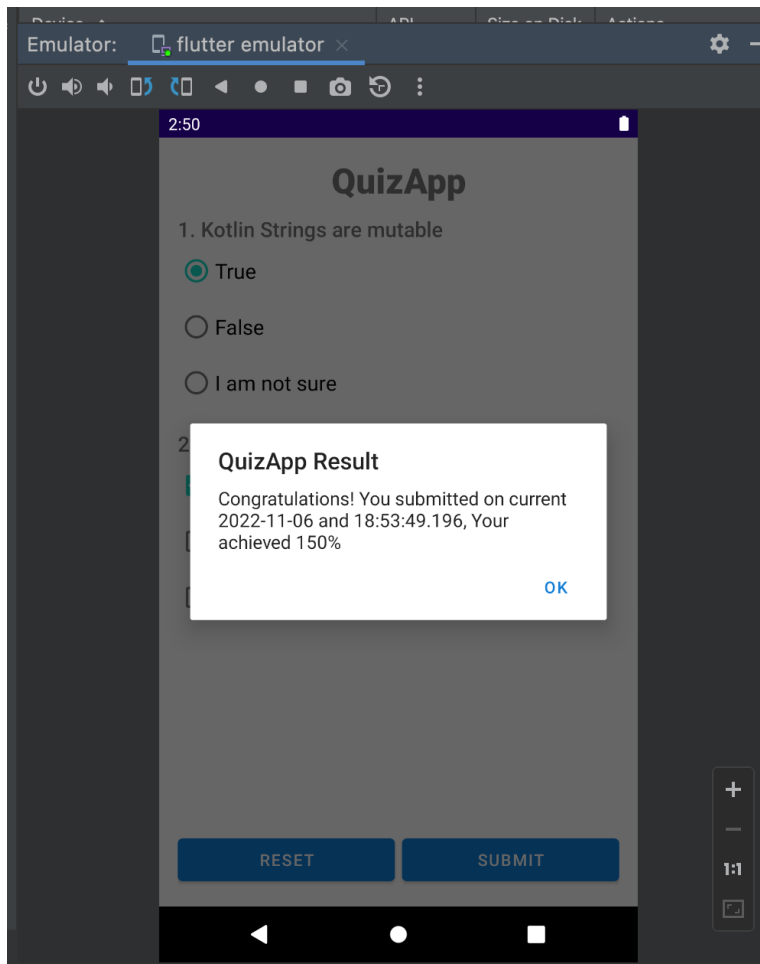 Emulator: flutter emulator
2:50
QuizApp
1. Kotlin Strings are mutable
True
False
I am not sure
2
QuizApp Result
Congratulations! You submitted on current
2022-11-06 and 18:53:49.196, Your
achieved 150%
OK
RESET SUBMIT
1:1